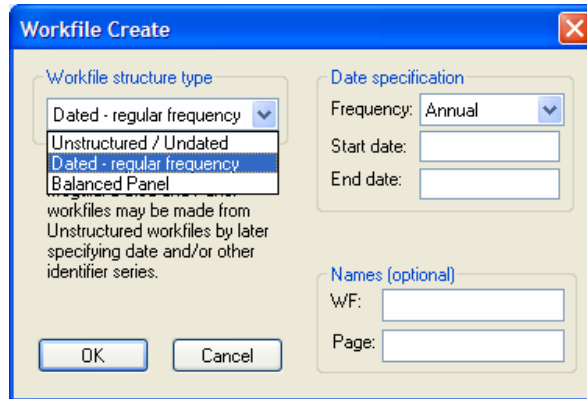 Workfile Create
Workfile structure type
Dated - regular frequency
Unstructured / Undated
Dated - regular frequency
Balanced Panel
workfiles may be made from
Unstructured workfiles by later
specifying date and/or other
identifier series.
OK
Cancel
Date specification
Frequency: Annual
Start date:
End date:
Names (optional)
WF:
Page: